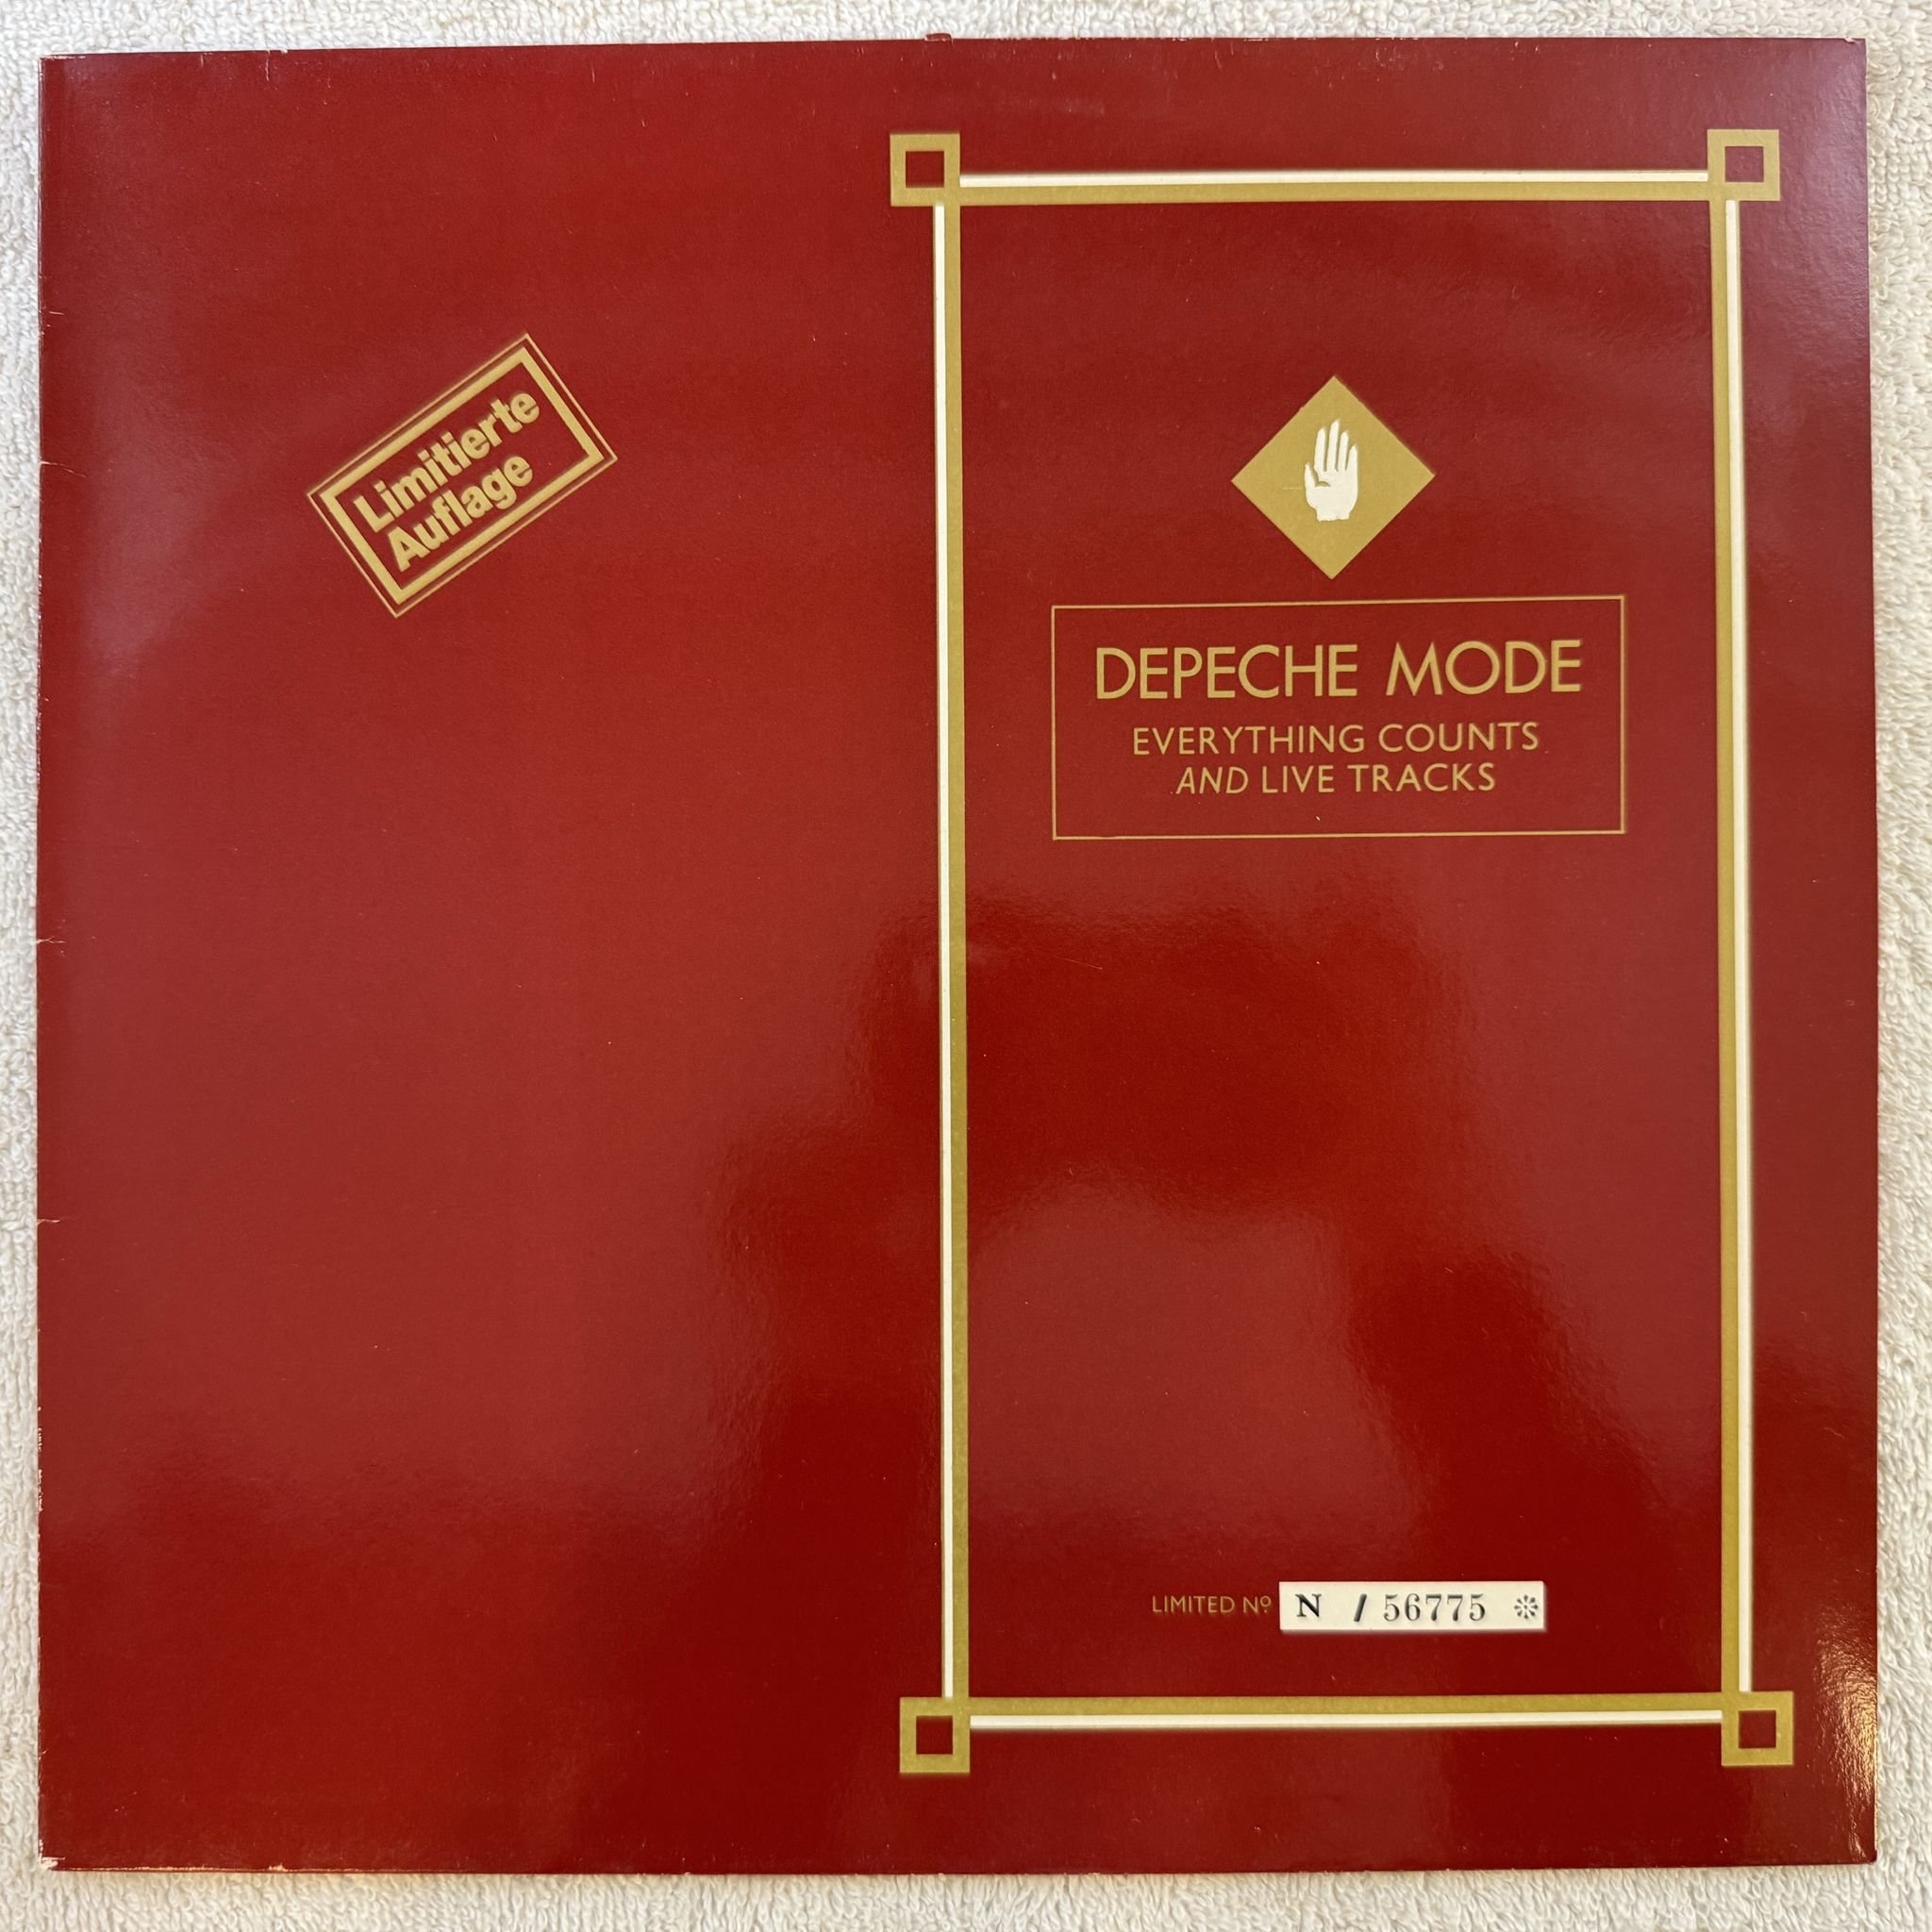 Limitierte
Auflage
DEPECHE MODE
EVERYTHING COUNTS
AND LIVE TRACKS
LIMITED Nº N / 56775 ❊